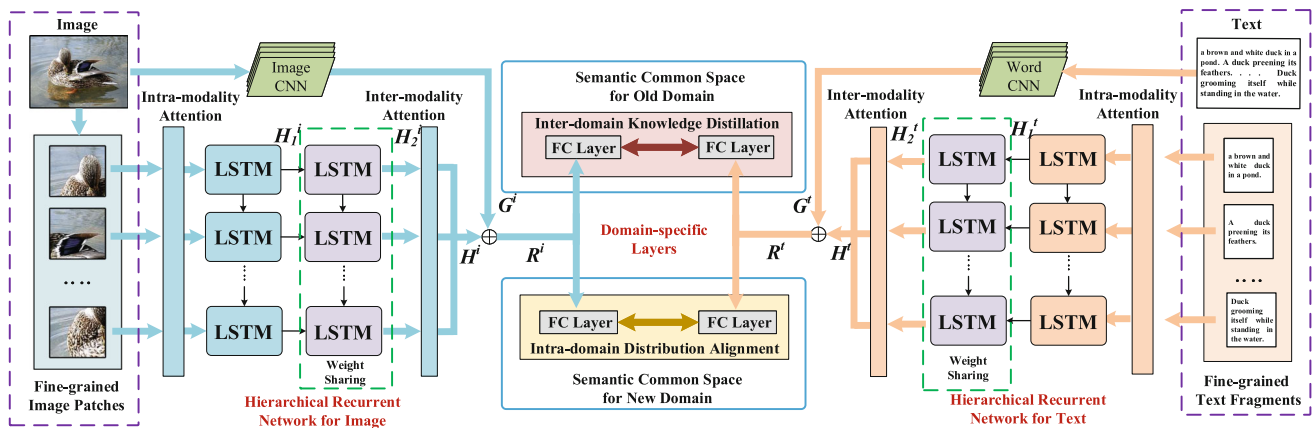 Image
Intra-modality
Attention
Image
CNN
Inter-modality
Attention
H₁ⁱ
H₂ⁱ
LSTM
LSTM
LSTM
LSTM
LSTM
LSTM
Weight
Sharing
Fine-grained
Image Patches
Hierarchical Recurrent
Network for Image
Gⁱ
Hⁱ
Rⁱ
Semantic Common Space
for Old Domain
Inter-domain Knowledge Distillation
FC Layer
FC Layer
Domain-specific
Layers
FC Layer
FC Layer
Intra-domain Distribution Alignment
Semantic Common Space
for New Domain
Rᵗ
Gᵗ
Hᵗ
Inter-modality
Attention
H₂ᵗ
H₁ᵗ
Word
CNN
Intra-modality
Attention
LSTM
LSTM
LSTM
LSTM
LSTM
LSTM
Weight
Sharing
Hierarchical Recurrent
Network for Text
Text
a brown and white duck in a
pond. A duck preening its
feathers. . . . Duck
grooming itself while
standing in the water.
a brown and
white duck
in a pond.
A duck
preening its
feathers.
....
Duck
grooming
itself while
standing in
the water.
Fine-grained
Text Fragments